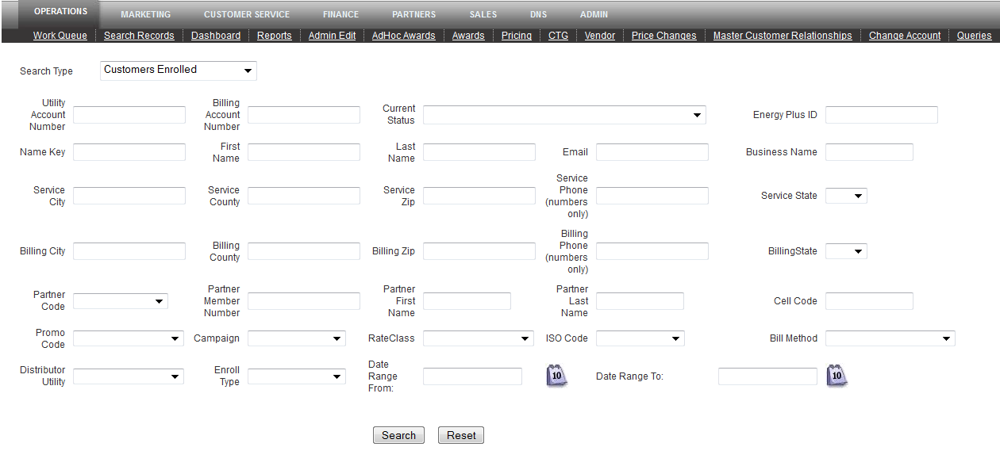 OPERATIONS MARKETING CUSTOMER SERVICE FINANCE PARTNERS SALES DNS ADMIN
Work Queue Search Records Dashboard Reports Admin Edit AdHoc Awards Awards Pricing CTG Vendor Price Changes Master Customer Relationships Change Account Queries
Search Type Customers Enrolled
Utility
Account
Number
Billing
Account
Number
Current
Status
Energy Plus ID
Name Key
First
Name
Last
Name
Email
Business Name
Service
City
Service
County
Service
Zip
Service
Phone
(numbers
only)
Service State
Billing City
Billing
County
Billing Zip
Billing
Phone
(numbers
only)
BillingState
Partner
Code
Partner
Member
Number
Partner
First
Name
Partner
Last
Name
Cell Code
Promo
Code
Campaign
RateClass
ISO Code
Bill Method
Distributor
Utility
Enroll
Type
Date
Range
From:
10
Date Range To:
10
Search Reset